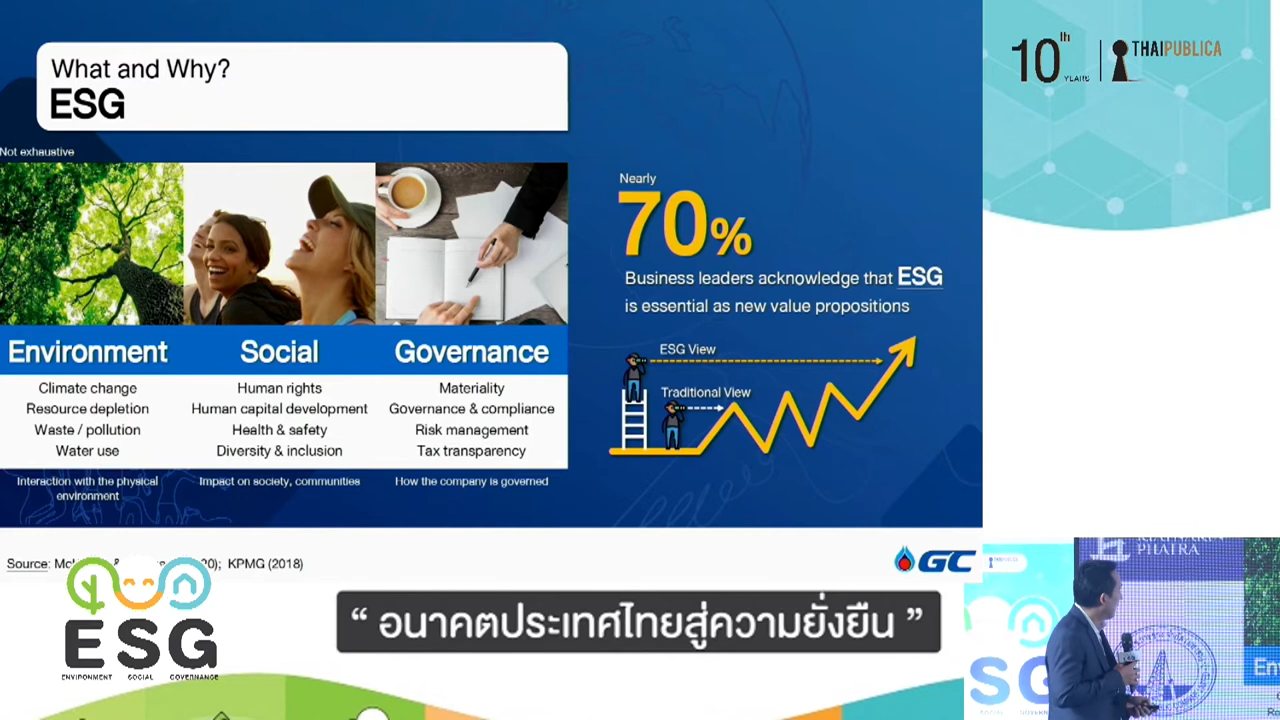 What and Why?
ESG
10th
YEARS
THAIPUBLICA
Not exhaustive
Nearly
70%
Business leaders acknowledge that ESG
is essential as new value propositions
Environment
Social
Governance
ESG View
Traditional View
Climate change
Resource depletion
Waste / pollution
Water use
Human rights
Human capital development
Health & safety
Diversity & inclusion
Materiality
Governance & compliance
Risk management
Tax transparency
Interaction with the physical
environment
Impact on society, communities
How the company is governed
Source: 20); KPMG (2018)
GC
ESG
ENVIRONMENT SOCIAL GOVERNANCE
“ อนาคตประเทศไทยสู่ความยั่งยืน ”
PHATRA
SG
En